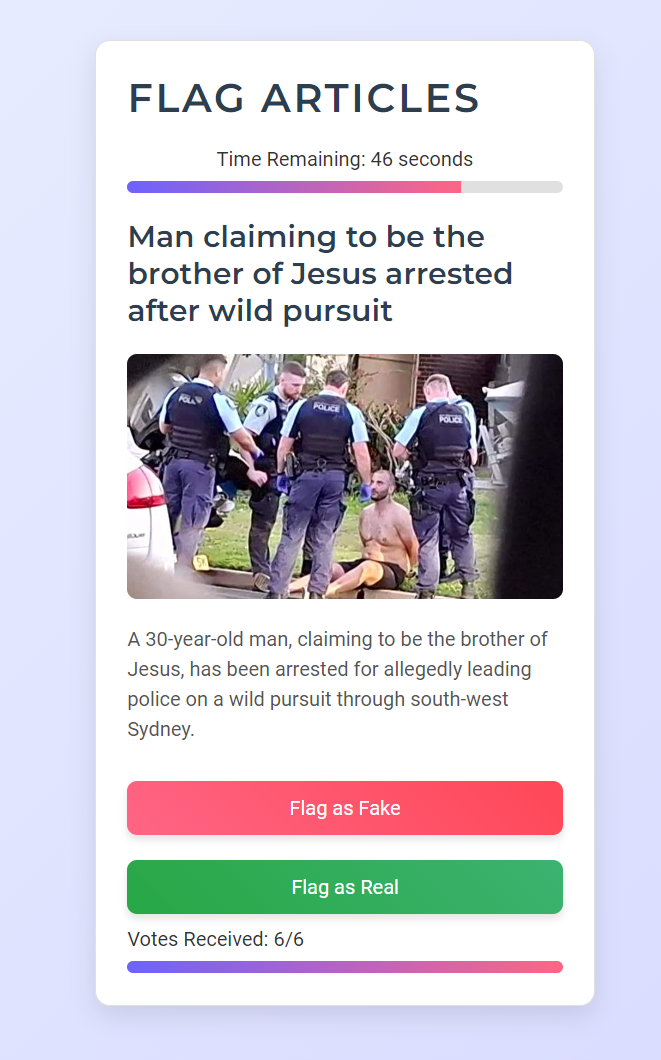 FLAG ARTICLES
Time Remaining: 46 seconds
Man claiming to be the
brother of Jesus arrested
after wild pursuit
POLICE
POLICE
A 30-year-old man, claiming to be the brother of
Jesus, has been arrested for allegedly leading
police on a wild pursuit through south-west
Sydney.
Flag as Fake
Flag as Real
Votes Received: 6/6